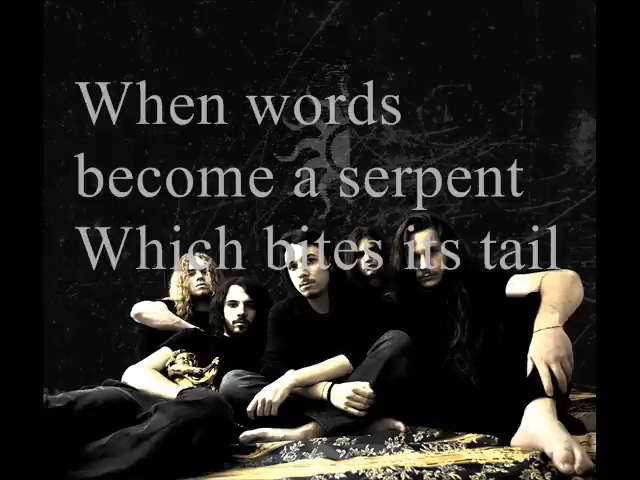 When words
become a serpent
Which bites its tail